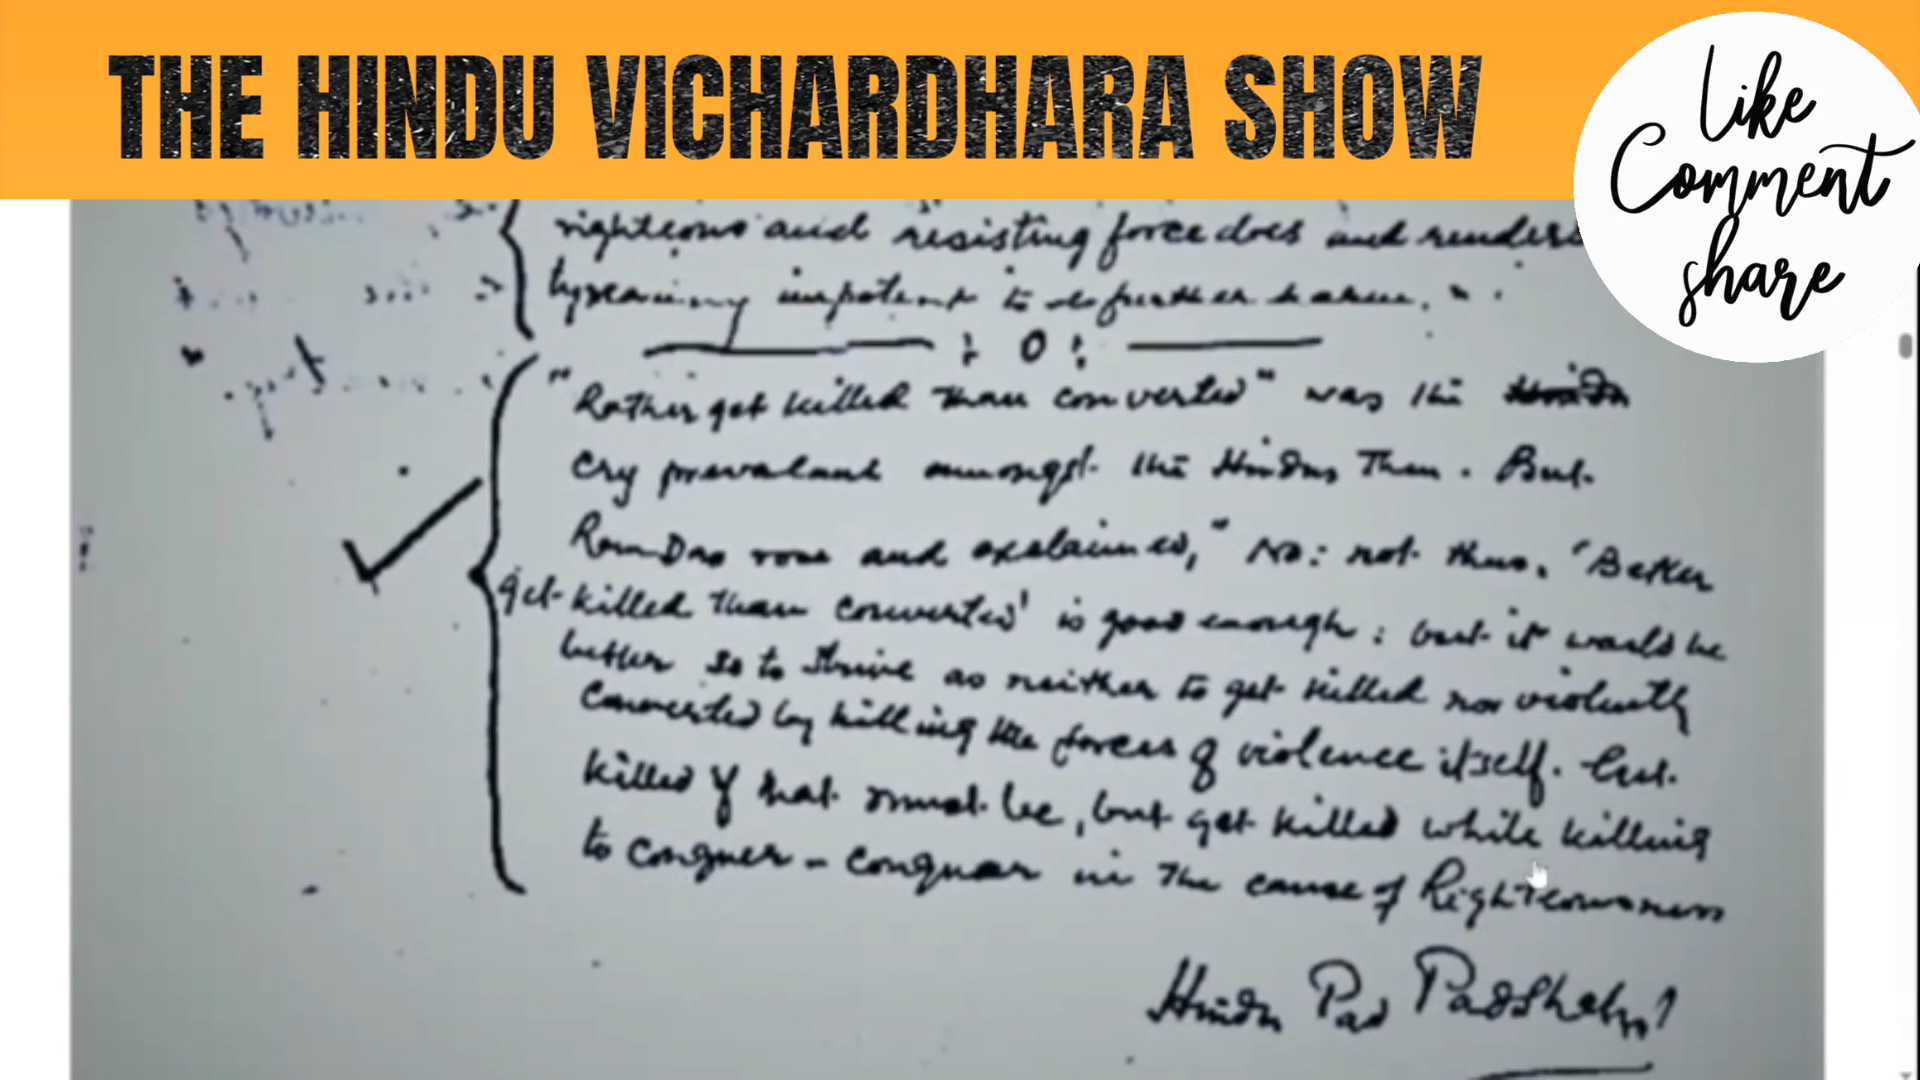 THE HINDU VICHARDHARA SHOW
Like
Comment
share
righteous and resisting force does and renders
tyranny impotent to do further harm."
: 0 :
"Rather get killed than converted" was the
cry prevalant amongst the Hindus then. But
RamDas rose and exclaimed, "No: not thus. 'Better
get killed than converted' is good enough: but it would be
better so to strive as neither to get killed nor violently
converted by killing the forces of violence itself. Get
killed if that must be, but get killed while killing
to conquer - conquer in the cause of Righteousness
Hindu Pad Padshahi